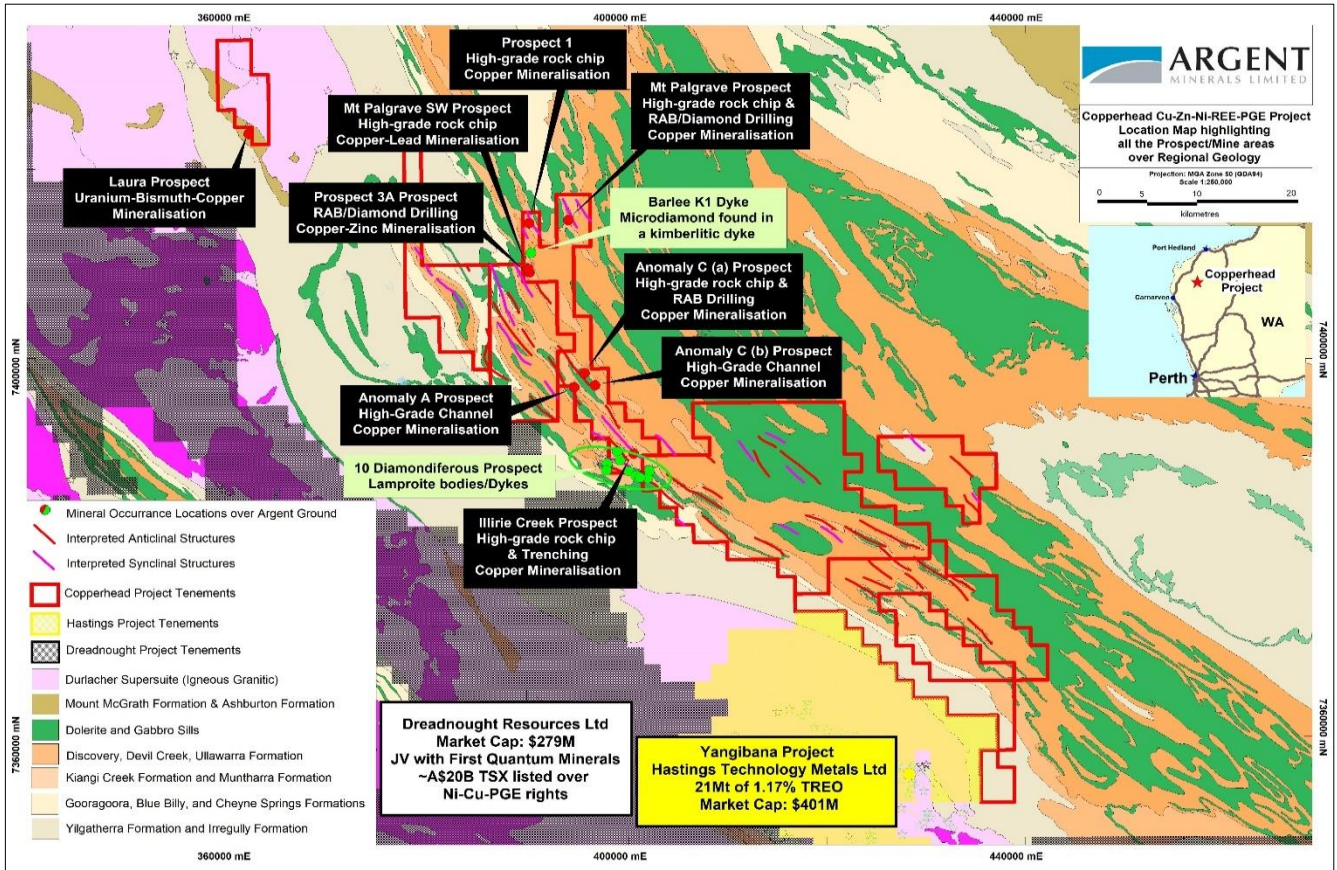 360000 mE
400000 mE
440000 mE
ARGENT
MINERALS LIMITED
Copperhead Cu-Zn-Ni-REE-PGE Project
Location Map highlighting
all the Prospect/Mine areas
over Regional Geology
Projection: MGA Zone 50 (GDA94)
Scale 1:250,000
0 5 10 20
kilometres
Port Hedland
Copperhead
Project
Carnarvon
WA
Perth
Prospect 1
High-grade rock chip
Copper Mineralisation
Mt Palgrave SW Prospect
High-grade rock chip
Copper-Lead Mineralisation
Mt Palgrave Prospect
High-grade rock chip &
RAB/Diamond Drilling
Copper Mineralisation
Laura Prospect
Uranium-Bismuth-Copper
Mineralisation
Prospect 3A Prospect
RAB/Diamond Drilling
Copper-Zinc Mineralisation
Barlee K1 Dyke
Microdiamond found in
a kimberlitic dyke
Anomaly C (a) Prospect
High-grade rock chip &
RAB Drilling
Copper Mineralisation
Anomaly C (b) Prospect
High-Grade Channel
Copper Mineralisation
7400000 mN
7400000 mN
Anomaly A Prospect
High-Grade Channel
Copper Mineralisation
10 Diamondiferous Prospect
Lamproite bodies/Dykes
Illirie Creek Prospect
High-grade rock chip
& Trenching
Copper Mineralisation
Mineral Occurrance Locations over Argent Ground
Interpreted Anticlinal Structures
Interpreted Synclinal Structures
Copperhead Project Tenements
Hastings Project Tenements
Dreadnought Project Tenements
Durlacher Supersuite (Igneous Granitic)
Mount McGrath Formation & Ashburton Formation
Dolerite and Gabbro Sills
Discovery, Devil Creek, Ullawarra Formation
Kiangi Creek Formation and Muntharra Formation
Gooragoora, Blue Billy, and Cheyne Springs Formations
Yilgatherra Formation and Irregully Formation
7360000 mN
7360000 mN
Dreadnought Resources Ltd
Market Cap: $279M
JV with First Quantum Minerals
~A$20B TSX listed over
Ni-Cu-PGE rights
Yangibana Project
Hastings Technology Metals Ltd
21Mt of 1.17% TREO
Market Cap: $401M
360000 mE
400000 mE
440000 mE